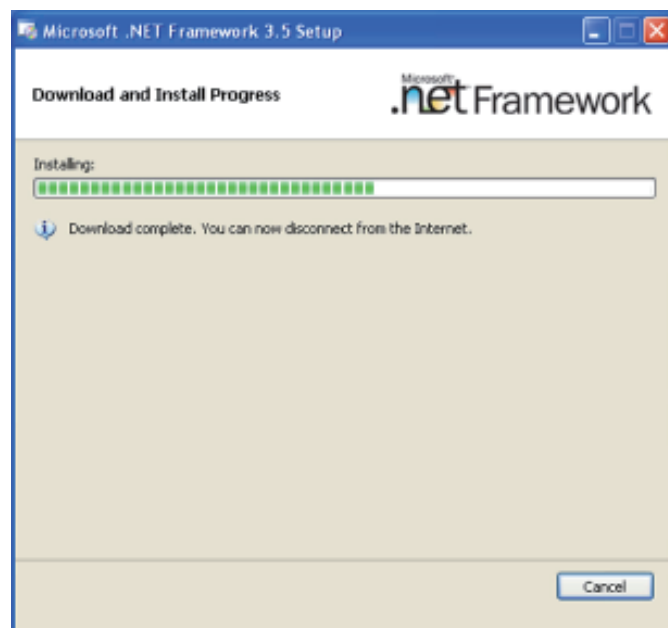 Microsoft .NET Framework 3.5 Setup
Download and Install Progress
Microsoft
.net Framework
Installing:
Download complete. You can now disconnect from the Internet.
Cancel